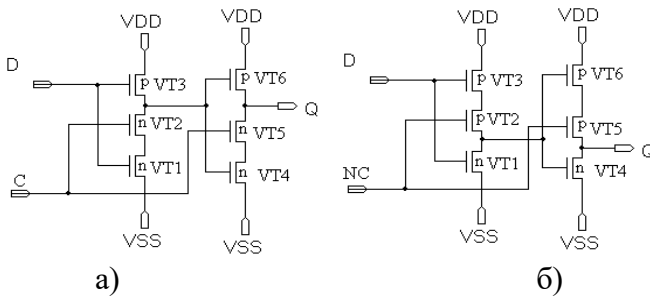 VDD VDD VDD VDD
D p VT3 p VT6 D p VT3 p VT6
n VT2 n VT5 Q p VT2 p VT5
n VT1 n VT4 n VT1 n VT4 Q
C NC
VSS VSS VSS VSS
а) б)